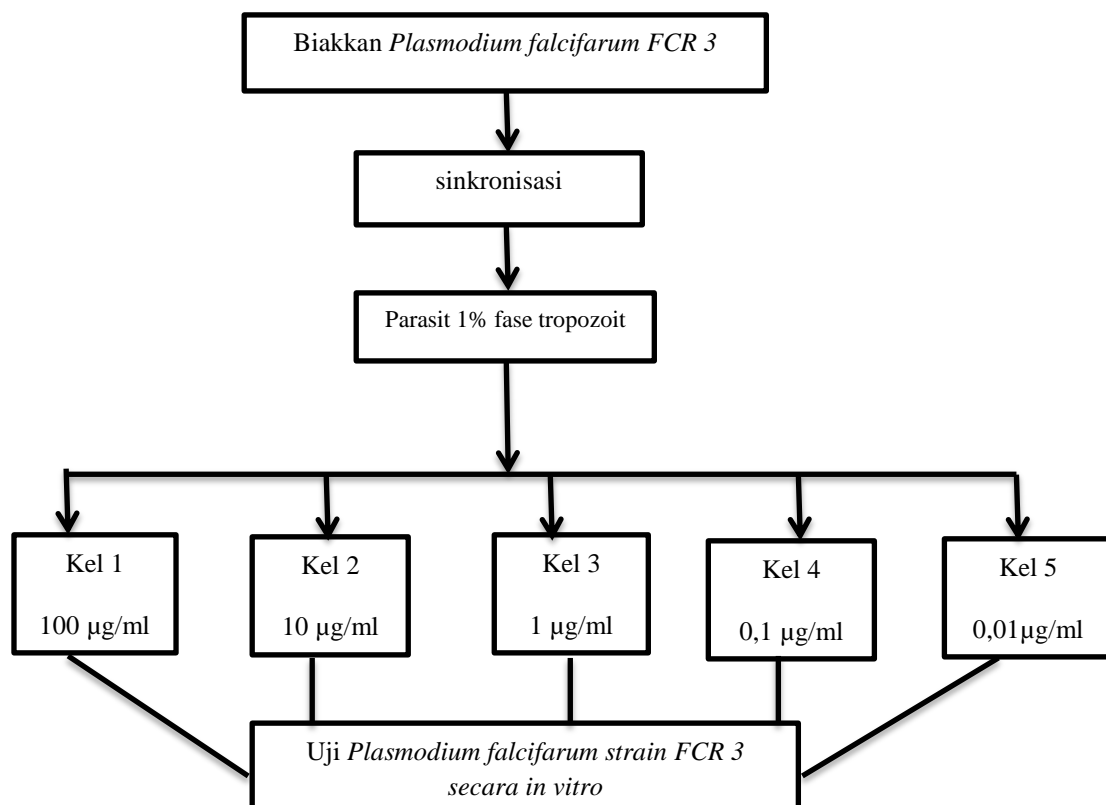 Biakkan Plasmodium falcifarum FCR 3
sinkronisasi
Parasit 1% fase tropozoit
Kel 1
100 µg/ml
Kel 2
10 µg/ml
Kel 3
1 µg/ml
Kel 4
0,1 µg/ml
Kel 5
0,01µg/ml
Uji Plasmodium falcifarum strain FCR 3
secara in vitro